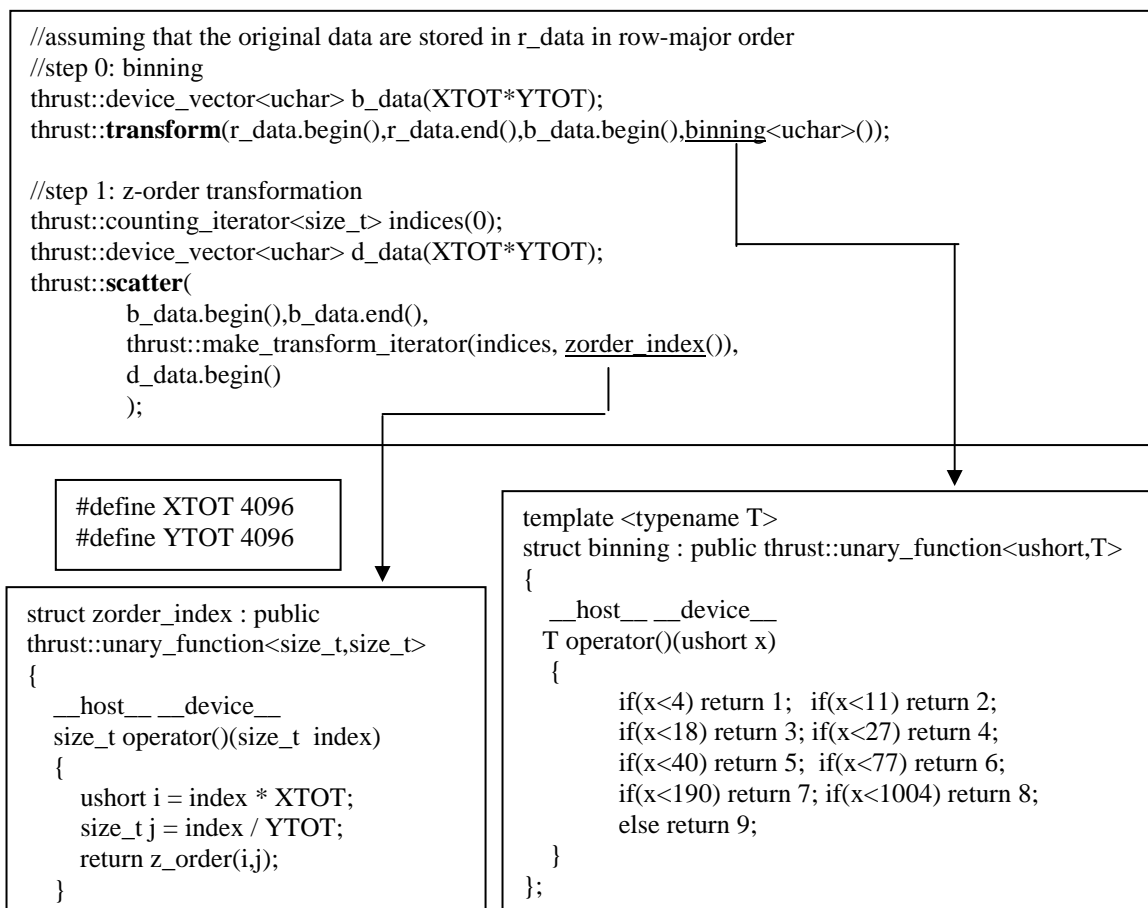 //assuming that the original data are stored in r_data in row-major order
//step 0: binning
thrust::device_vector<uchar> b_data(XTOT*YTOT);
thrust::transform(r_data.begin(),r_data.end(),b_data.begin(),binning<uchar>());
//step 1: z-order transformation
thrust::counting_iterator<size_t> indices(0);
thrust::device_vector<uchar> d_data(XTOT*YTOT);
thrust::scatter(
b_data.begin(),b_data.end(),
thrust::make_transform_iterator(indices, zorder_index()),
d_data.begin()
);
#define XTOT 4096
#define YTOT 4096
struct zorder_index : public
thrust::unary_function<size_t,size_t>
{
__host__ __device__
size_t operator()(size_t index)
{
ushort i = index * XTOT;
size_t j = index / YTOT;
return z_order(i,j);
}
template <typename T>
struct binning : public thrust::unary_function<ushort,T>
{
__host__ __device__
T operator()(ushort x)
{
if(x<4) return 1; if(x<11) return 2;
if(x<18) return 3; if(x<27) return 4;
if(x<40) return 5; if(x<77) return 6;
if(x<190) return 7; if(x<1004) return 8;
else return 9;
}
};